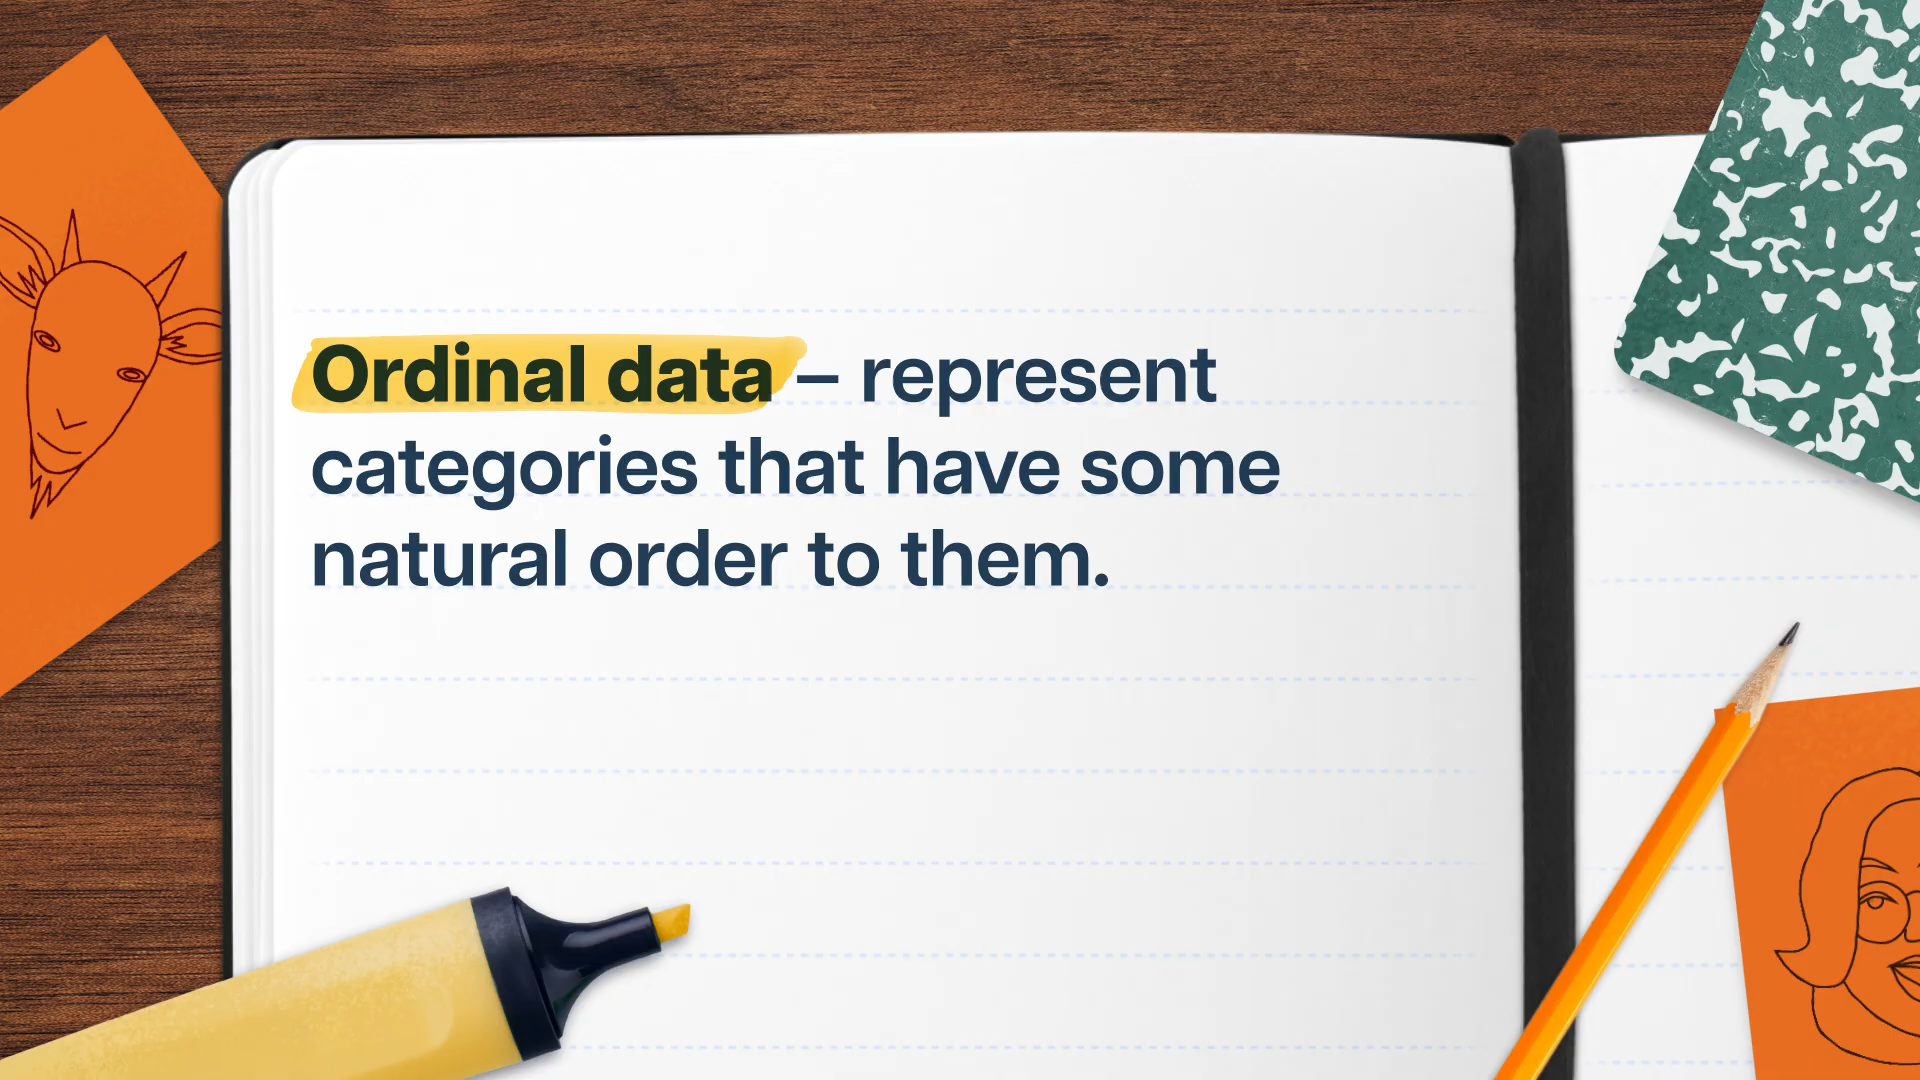 Ordinal data – represent
categories that have some
natural order to them.